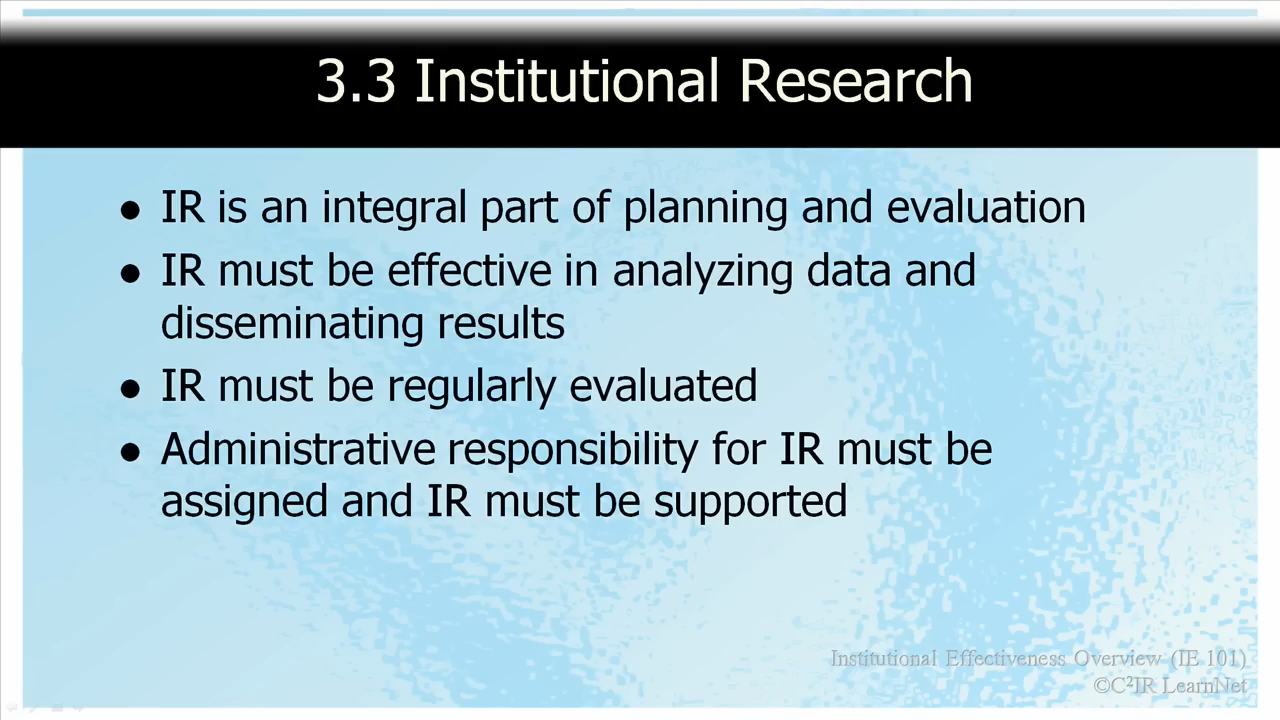 3.3 Institutional Research
● IR is an integral part of planning and evaluation
● IR must be effective in analyzing data and
disseminating results
● IR must be regularly evaluated
● Administrative responsibility for IR must be
assigned and IR must be supported
Institutional Effectiveness Overview (IE 101)
©C²IR LearnNet